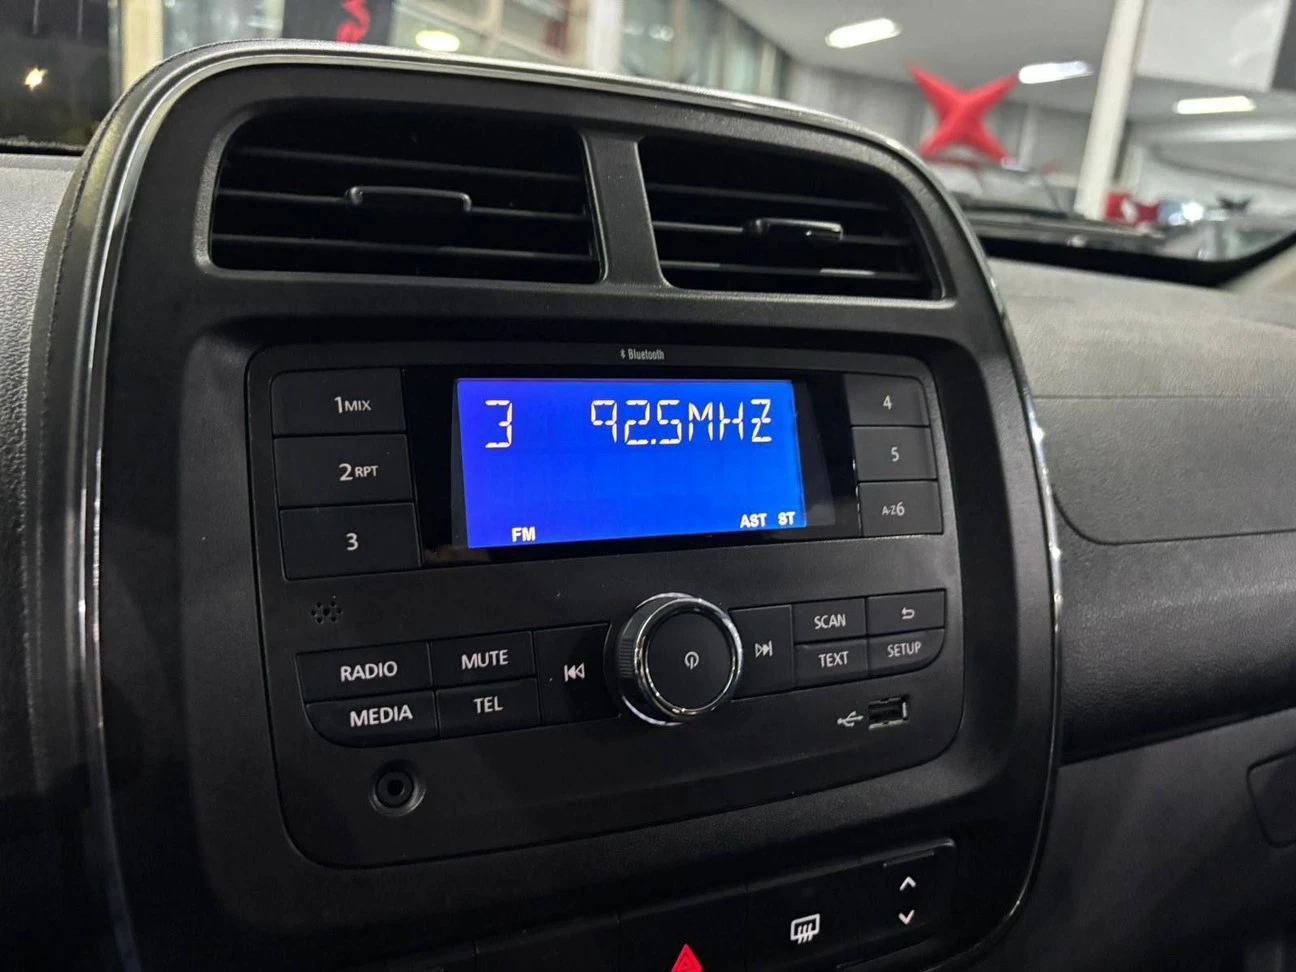 Bluetooth
1MIX
2RPT
3
3 92.5MHZ
FM
AST ST
4
5
A-Z6
RADIO
MUTE
MEDIA
TEL
SCAN
TEXT
SETUP